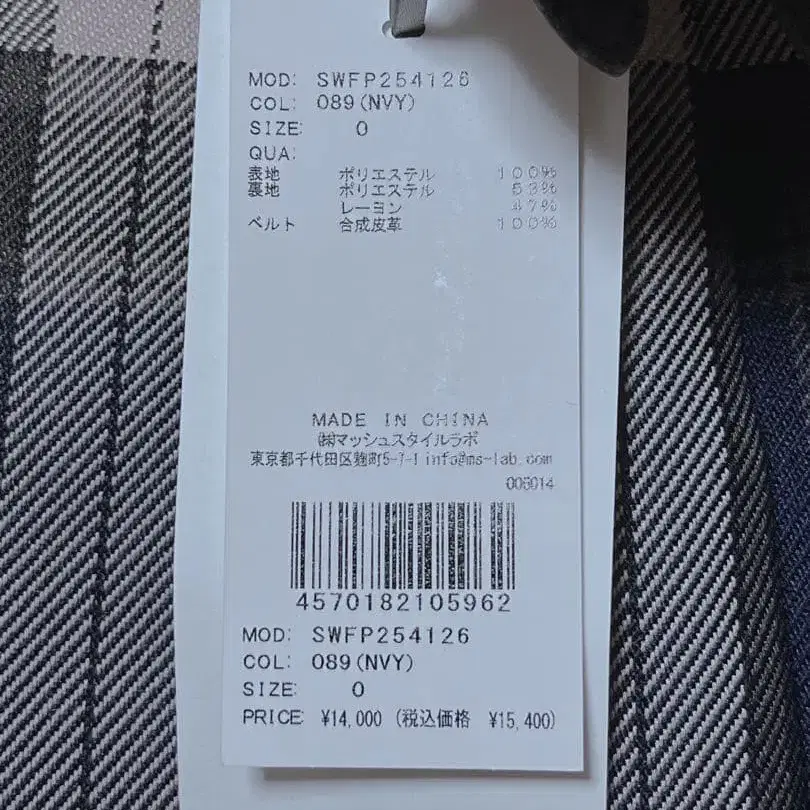 MOD: SWFP254126
COL: 089(NVY)
SIZE: 0
QUA:
表地 ポリエステル 100%
裏地 ポリエステル 53%
レーヨン 47%
ベルト 合成皮革 100%
MADE IN CHINA
㈱マッシュスタイルラボ
東京都千代田区麹町5-7-1 info@ms-lab.com
006014
4570182105962
MOD: SWFP254126
COL: 089(NVY)
SIZE: 0
PRICE: ¥14,000 (税込価格 ¥15,400)